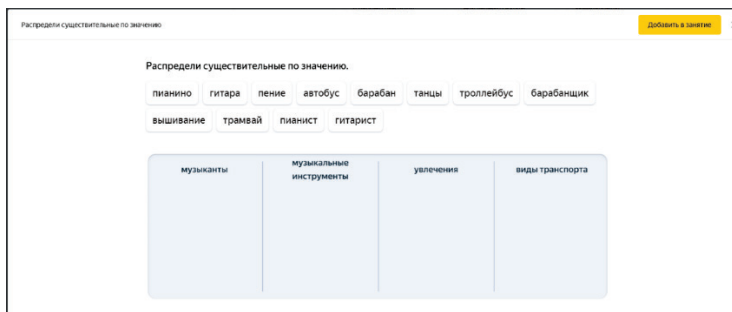 Распредели существительные по значению
Добавить в занятие
Распредели существительные по значению.
пианино гитара пение автобус барабан танцы троллейбус барабанщик
вышивание трамвай пианист гитарист
музыканты
музыкальные
инструменты
увлечения
виды транспорта